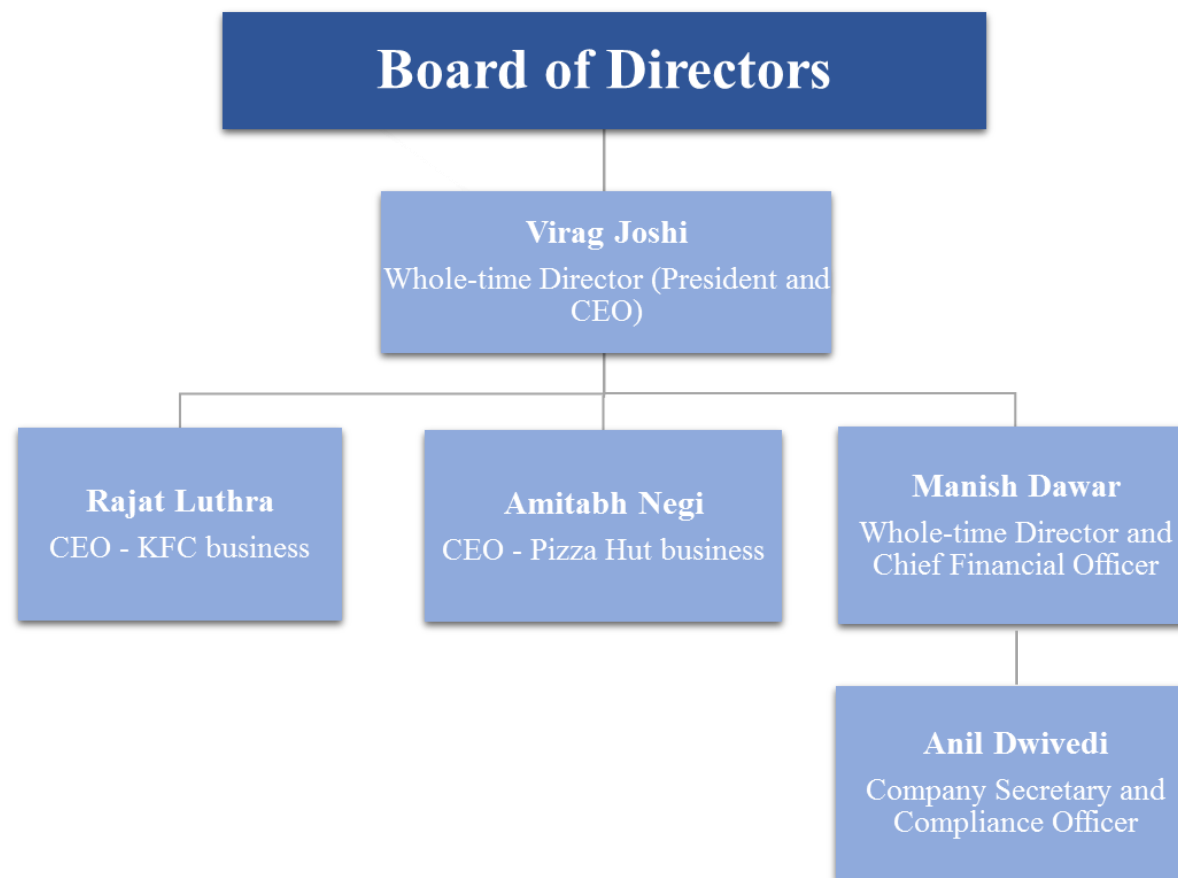 Board of Directors
Virag Joshi
Whole-time Director (President and
CEO)
Rajat Luthra
CEO - KFC business
Amitabh Negi
CEO - Pizza Hut business
Manish Dawar
Whole-time Director and
Chief Financial Officer
Anil Dwivedi
Company Secretary and
Compliance Officer